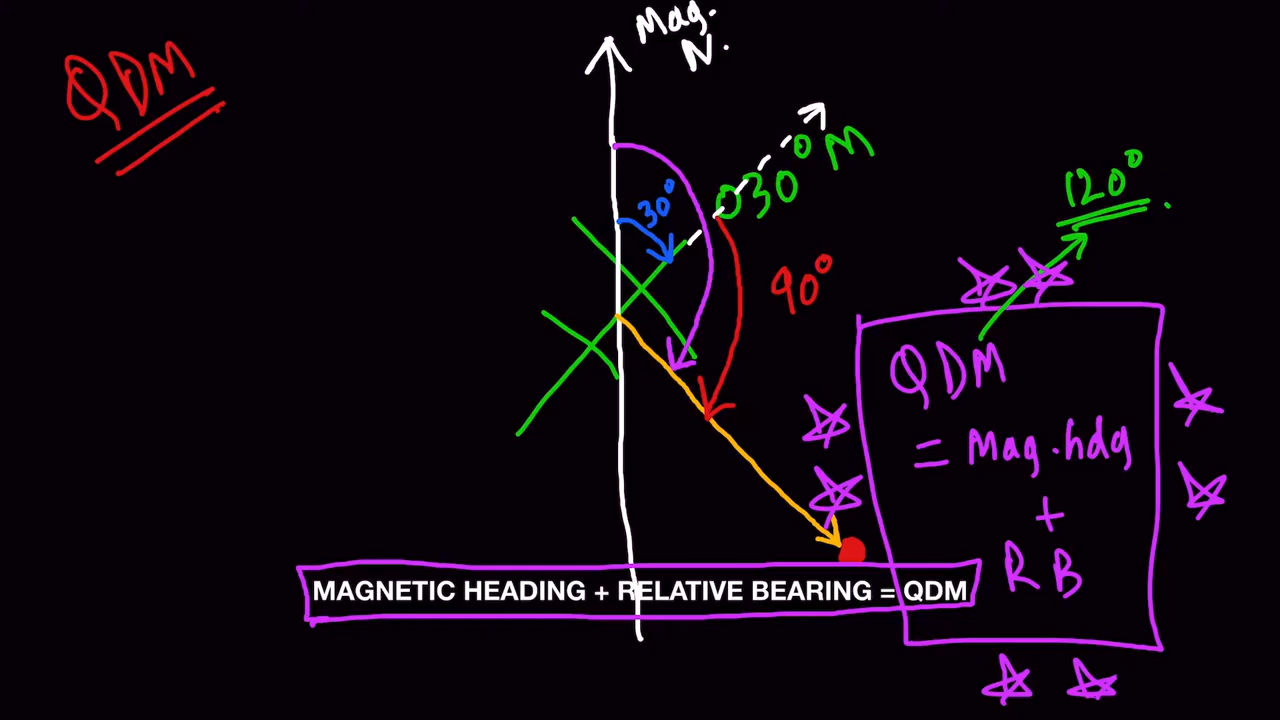 QDM
Mag.
N.
030° M
30°
120°
90°
QDM
= Mag. hdg
+
RB
MAGNETIC HEADING + RELATIVE BEARING = QDM